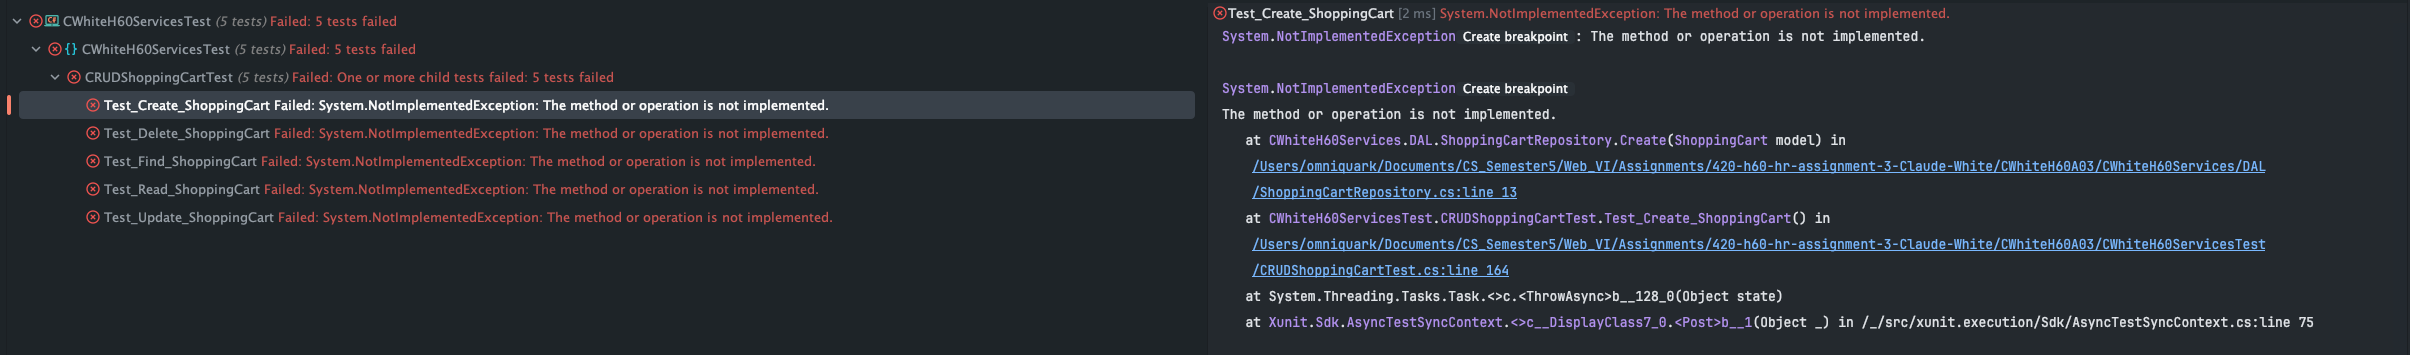 CWhiteH60ServicesTest (5 tests) Failed: 5 tests failed
{} CWhiteH60ServicesTest (5 tests) Failed: 5 tests failed
CRUDShoppingCartTest (5 tests) Failed: One or more child tests failed: 5 tests failed
Test_Create_ShoppingCart Failed: System.NotImplementedException: The method or operation is not implemented.
Test_Delete_ShoppingCart Failed: System.NotImplementedException: The method or operation is not implemented.
Test_Find_ShoppingCart Failed: System.NotImplementedException: The method or operation is not implemented.
Test_Read_ShoppingCart Failed: System.NotImplementedException: The method or operation is not implemented.
Test_Update_ShoppingCart Failed: System.NotImplementedException: The method or operation is not implemented.
Test_Create_ShoppingCart [2 ms] System.NotImplementedException: The method or operation is not implemented.
System.NotImplementedException Create breakpoint : The method or operation is not implemented.
System.NotImplementedException Create breakpoint
The method or operation is not implemented.
at CWhiteH60Services.DAL.ShoppingCartRepository.Create(ShoppingCart model) in
/Users/omniquark/Documents/CS_Semester5/Web_VI/Assignments/420-h60-hr-assignment-3-Claude-White/CWhiteH60A03/CWhiteH60Services/DAL
/ShoppingCartRepository.cs:line 13
at CWhiteH60ServicesTest.CRUDShoppingCartTest.Test_Create_ShoppingCart() in
/Users/omniquark/Documents/CS_Semester5/Web_VI/Assignments/420-h60-hr-assignment-3-Claude-White/CWhiteH60A03/CWhiteH60ServicesTest
/CRUDShoppingCartTest.cs:line 164
at System.Threading.Tasks.Task.<>c.<ThrowAsync>b__128_0(Object state)
at Xunit.Sdk.AsyncTestSyncContext.<>c__DisplayClass7_0.<Post>b__1(Object _) in /_/src/xunit.execution/Sdk/AsyncTestSyncContext.cs:line 75